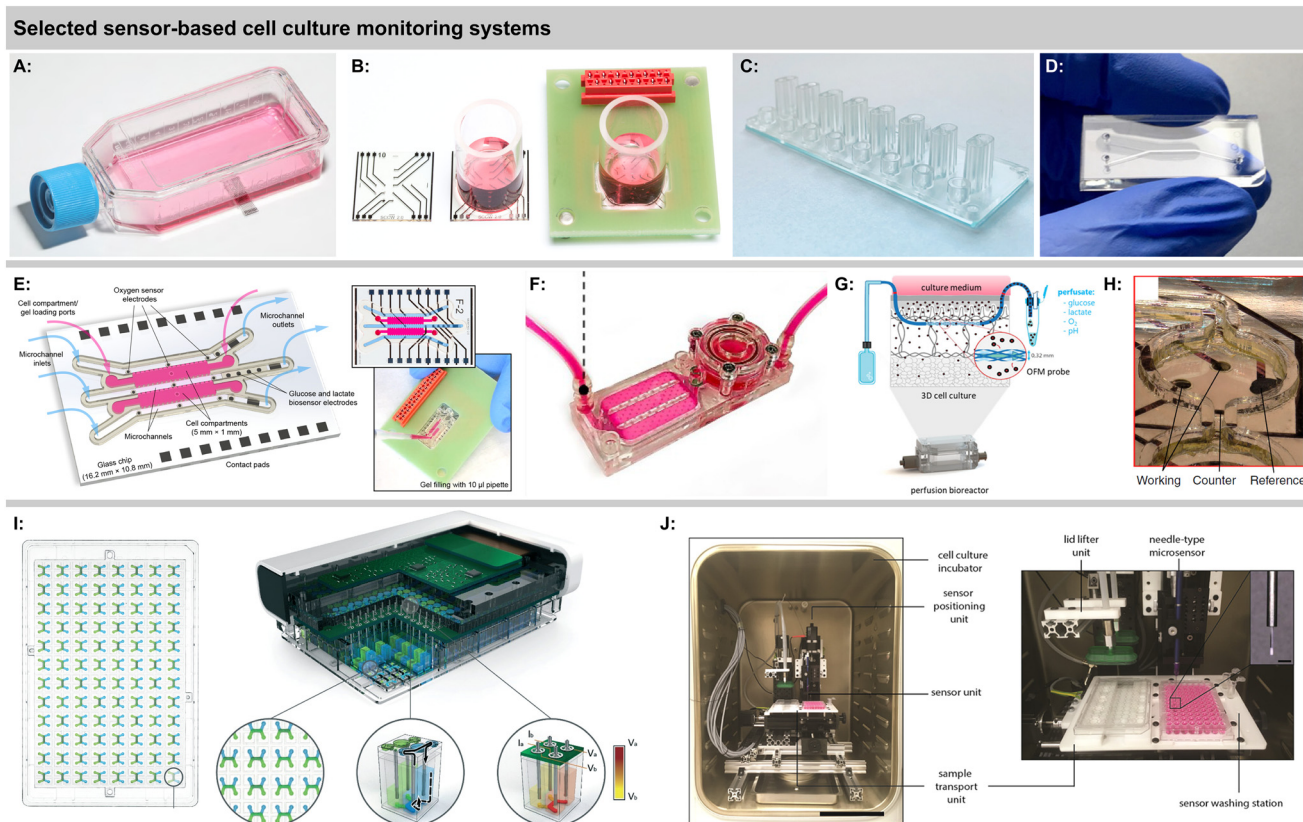 Selected sensor-based cell culture monitoring systems
A:
B:
10
C:
D:
E:
Cell compartment/
gel loading ports
Oxygen sensor
electrodes
Microchannel
outlets
Microchannel
inlets
Glucose and lactate
biosensor electrodes
Microchannels
Cell compartments
(5 mm × 1 mm)
Glass chip
(16.2 mm × 10.8 mm)
Contact pads
F-2
Gel filling with 10 µl pipette
F:
G:
culture medium
perfusate:
- glucose
- lactate
- O₂
- pH
0,32 mm
OFM probe
3D cell culture
perfusion bioreactor
H:
Working Counter Reference
I:
Iₐ
I_b
Vₐ
V_b
Vₐ
V_b
J:
cell culture
incubator
sensor
positioning
unit
sensor unit
sample
transport
unit
lid lifter
unit
needle-type
microsensor
sensor washing station